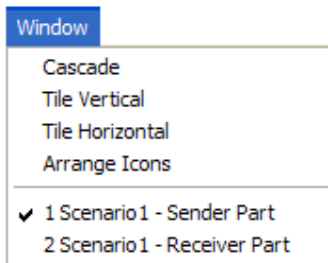 Window
Cascade
Tile Vertical
Tile Horizontal
Arrange Icons
1 Scenario1 - Sender Part
2 Scenario1 - Receiver Part